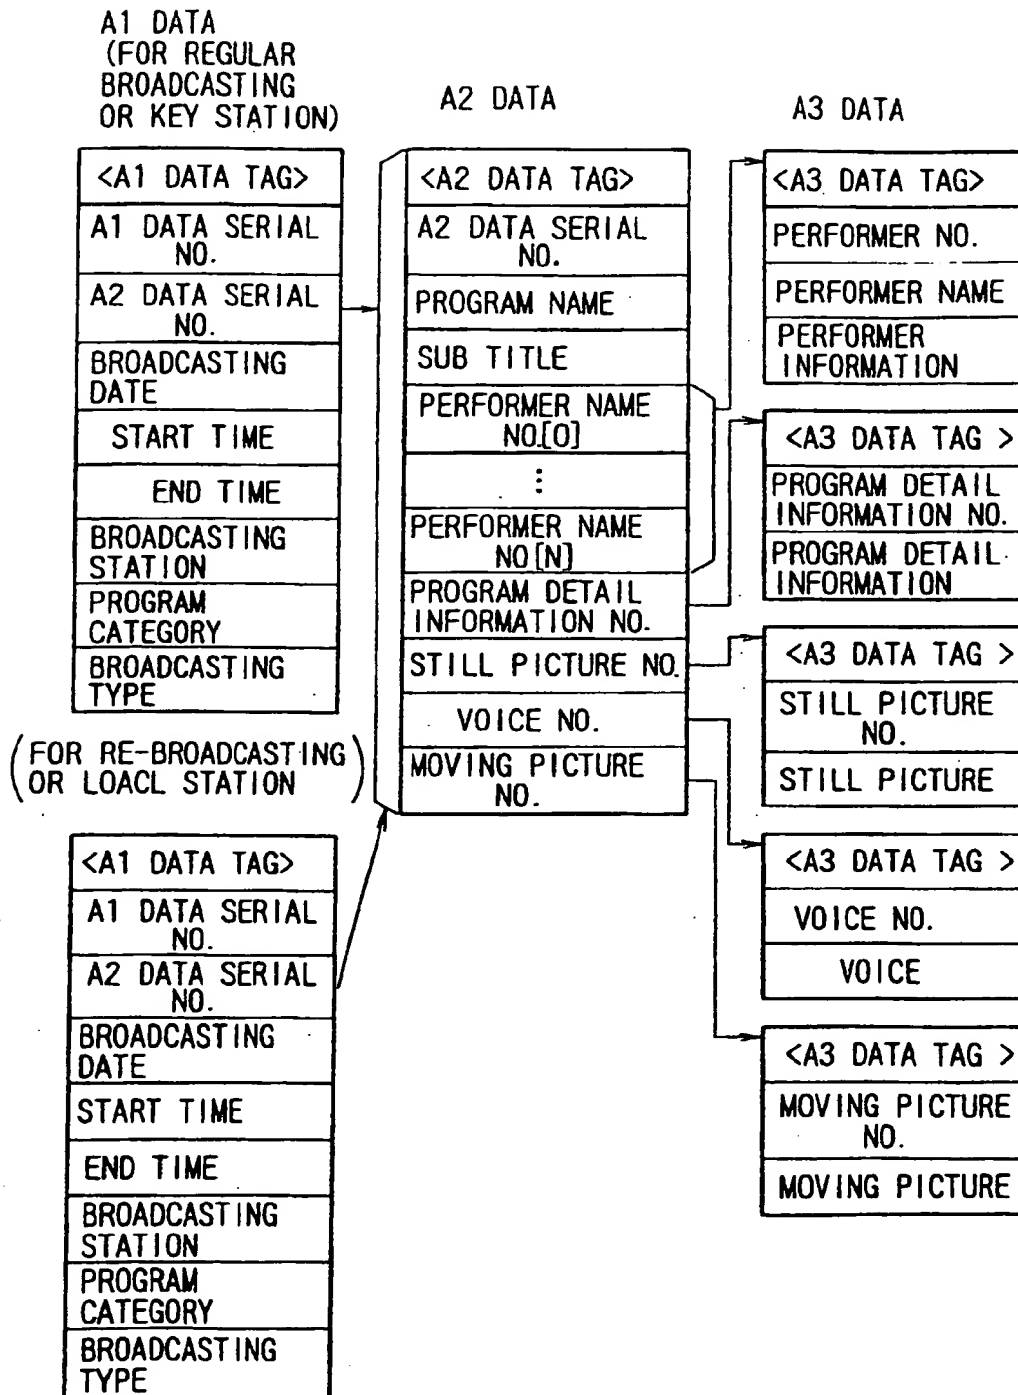 A1 DATA
(FOR REGULAR
BROADCASTING
OR KEY STATION)
<A1 DATA TAG>
A1 DATA SERIAL
NO.
A2 DATA SERIAL
NO.
BROADCASTING
DATE
START TIME
END TIME
BROADCASTING
STATION
PROGRAM
CATEGORY
BROADCASTING
TYPE
(FOR RE-BROADCASTING
OR LOACL STATION)
<A1 DATA TAG>
A1 DATA SERIAL
NO.
A2 DATA SERIAL
NO.
BROADCASTING
DATE
START TIME
END TIME
BROADCASTING
STATION
PROGRAM
CATEGORY
BROADCASTING
TYPE
A2 DATA
<A2 DATA TAG>
A2 DATA SERIAL
NO.
PROGRAM NAME
SUB TITLE
PERFORMER NAME
NO.[0]
⋮
PERFORMER NAME
NO[N]
PROGRAM DETAIL
INFORMATION NO.
STILL PICTURE NO.
VOICE NO.
MOVING PICTURE
NO.
A3 DATA
<A3 DATA TAG>
PERFORMER NO.
PERFORMER NAME
PERFORMER
INFORMATION
<A3 DATA TAG >
PROGRAM DETAIL
INFORMATION NO.
PROGRAM DETAIL
INFORMATION
<A3 DATA TAG >
STILL PICTURE
NO.
STILL PICTURE
<A3 DATA TAG >
VOICE NO.
VOICE
<A3 DATA TAG >
MOVING PICTURE
NO.
MOVING PICTURE